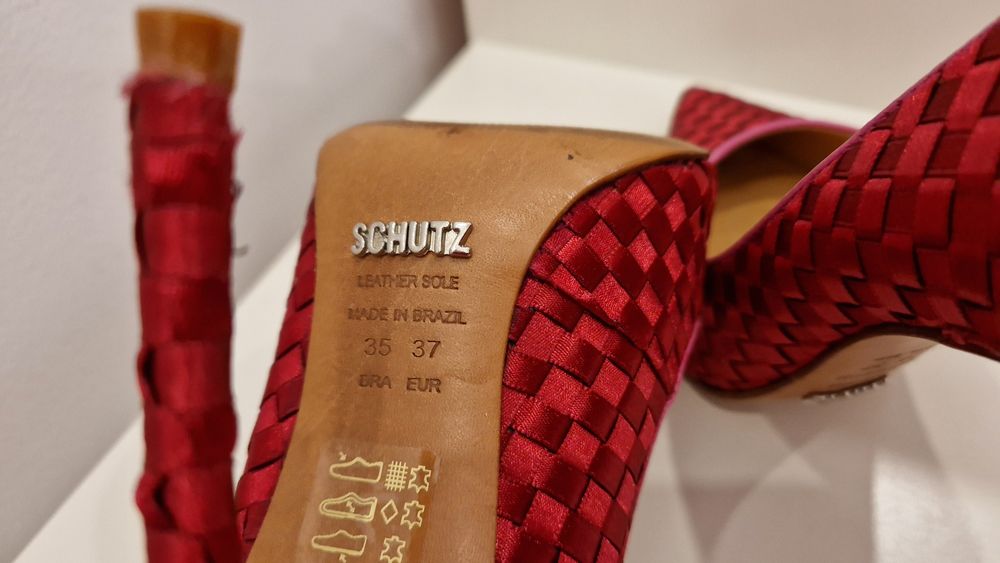 SCHUTZ
LEATHER SOLE
MADE IN BRAZIL
35 37
BRA EUR